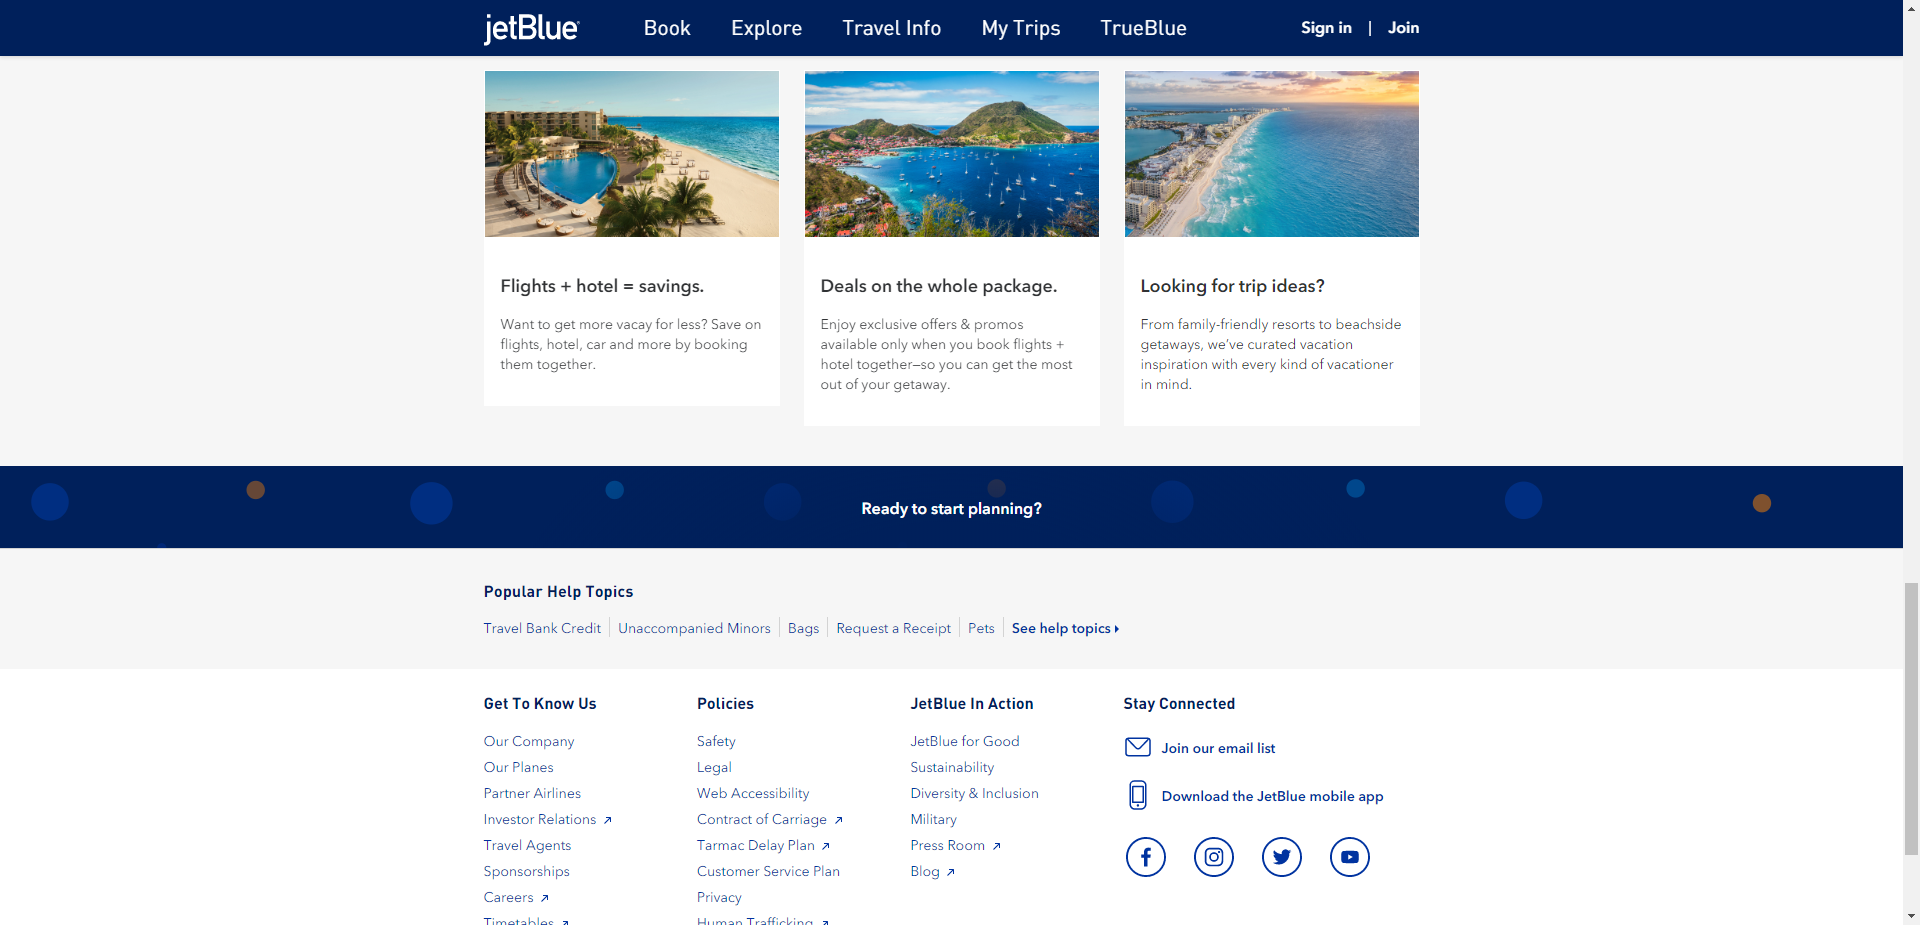 jetBlue
Book
Explore
Travel Info
My Trips
TrueBlue
Sign in | Join
Flights + hotel = savings.
Want to get more vacay for less? Save on
flights, hotel, car and more by booking
them together.
Deals on the whole package.
Enjoy exclusive offers & promos
available only when you book flights +
hotel together—so you can get the most
out of your getaway.
Looking for trip ideas?
From family-friendly resorts to beachside
getaways, we’ve curated vacation
inspiration with every kind of vacationer
in mind.
Ready to start planning?
Popular Help Topics
Travel Bank Credit
Unaccompanied Minors
Bags
Request a Receipt
Pets
See help topics
Get To Know Us
Our Company
Our Planes
Partner Airlines
Investor Relations
Travel Agents
Sponsorships
Careers
Timetables
Policies
Safety
Legal
Web Accessibility
Contract of Carriage
Tarmac Delay Plan
Customer Service Plan
Privacy
Human Trafficking
JetBlue In Action
JetBlue for Good
Sustainability
Diversity & Inclusion
Military
Press Room
Blog
Stay Connected
Join our email list
Download the JetBlue mobile app